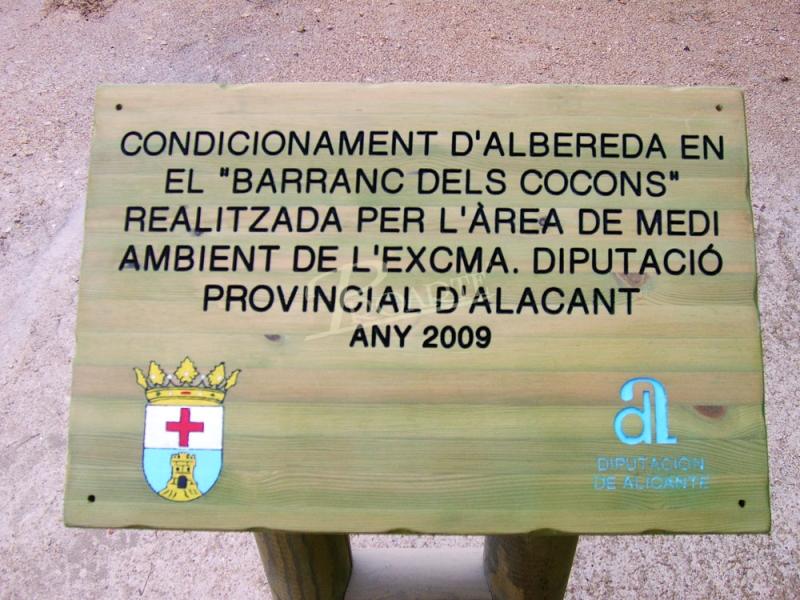 CONDICIONAMENT D'ALBEREDA EN
EL "BARRANC DELS COCONS"
REALITZADA PER L'ÀREA DE MEDI
AMBIENT DE L'EXCMA. DIPUTACIÓ
PROVINCIAL D'ALACANT
ANY 2009
DIPUTACIÓN
DE ALICANTE